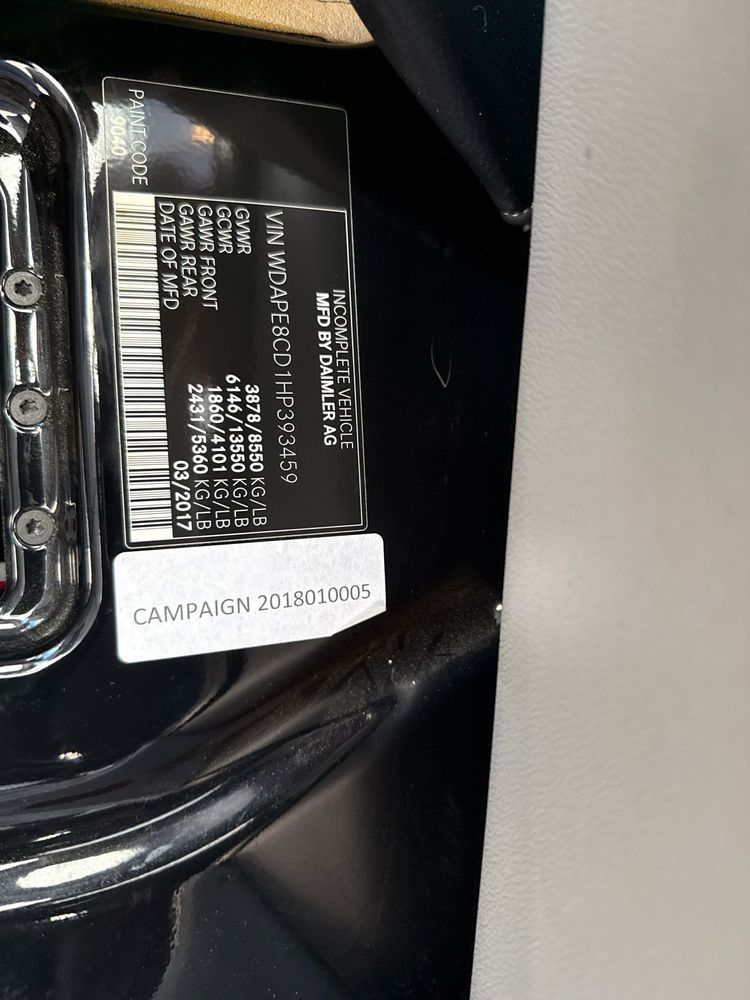 INCOMPLETE VEHICLE
MFD BY DAIMLER AG
VIN WDAPE8CD1HP393459
GVWR 3878/8550 KG/LB
GCWR 6146/13550 KG/LB
GAWR FRONT 1860/4101 KG/LB
GAWR REAR 2431/5360 KG/LB
DATE OF MFD 03/2017
PAINT CODE
9040
CAMPAIGN 2018010005